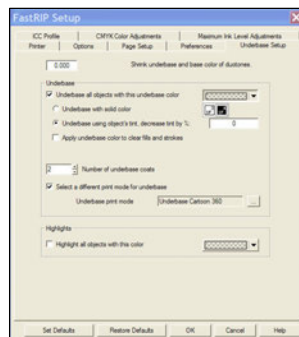 FastRIP Setup
ICC Profile CMYK Color Adjustments Maximum Ink Level Adjustments
Printer Options Page Setup Preferences Underbase Setup
0.000 Shrink underbase and base color of duotones.
Underbase
Underbase all objects with this underbase color
Underbase with solid color
Underbase using object's tint, decrease tint by %: 0
Apply underbase color to clear fills and strokes
2 Number of underbase coats
Select a different print mode for underbase
Underbase print mode Underbase Cartoon 360 ...
Highlights
Highlight all objects with this color
Set Defaults Restore Defaults OK Cancel Help